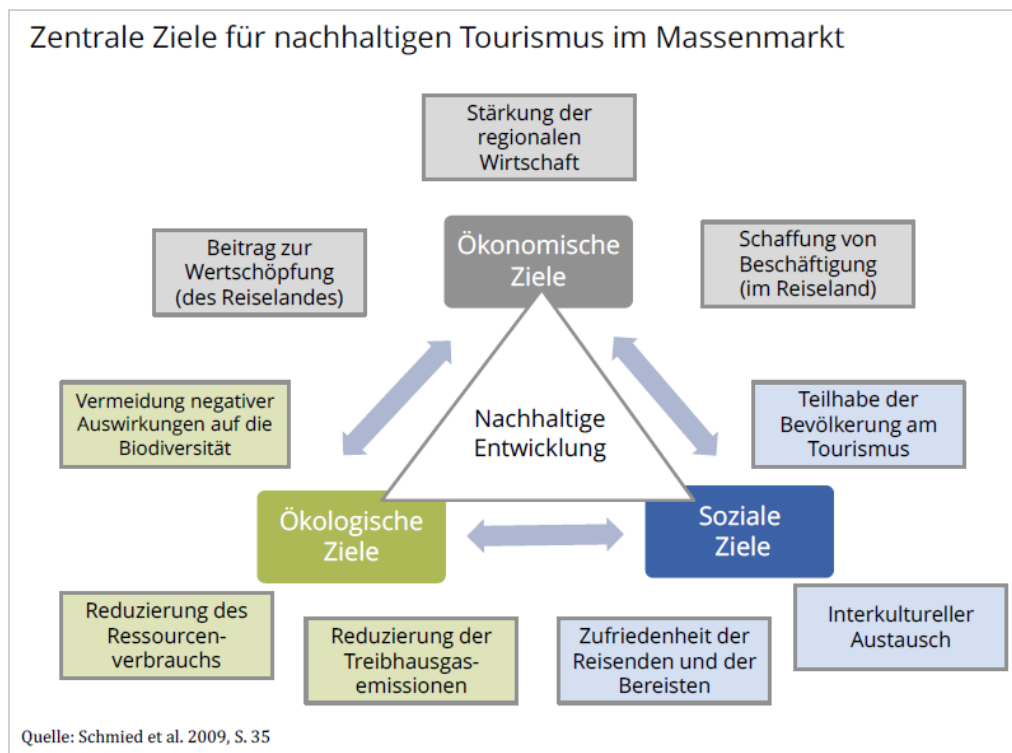 Zentrale Ziele für nachhaltigen Tourismus im Massenmarkt
Stärkung der
regionalen
Wirtschaft
Beitrag zur
Wertschöpfung
(des Reiselandes)
Ökonomische
Ziele
Schaffung von
Beschäftigung
(im Reiseland)
Vermeidung negativer
Auswirkungen auf die
Biodiversität
Nachhaltige
Entwicklung
Teilhabe der
Bevölkerung am
Tourismus
Ökologische
Ziele
Soziale
Ziele
Reduzierung des
Ressourcen-
verbrauchs
Reduzierung der
Treibhausgas-
emissionen
Zufriedenheit der
Reisenden und der
Bereisten
Interkultureller
Austausch
Quelle: Schmied et al. 2009, S. 35